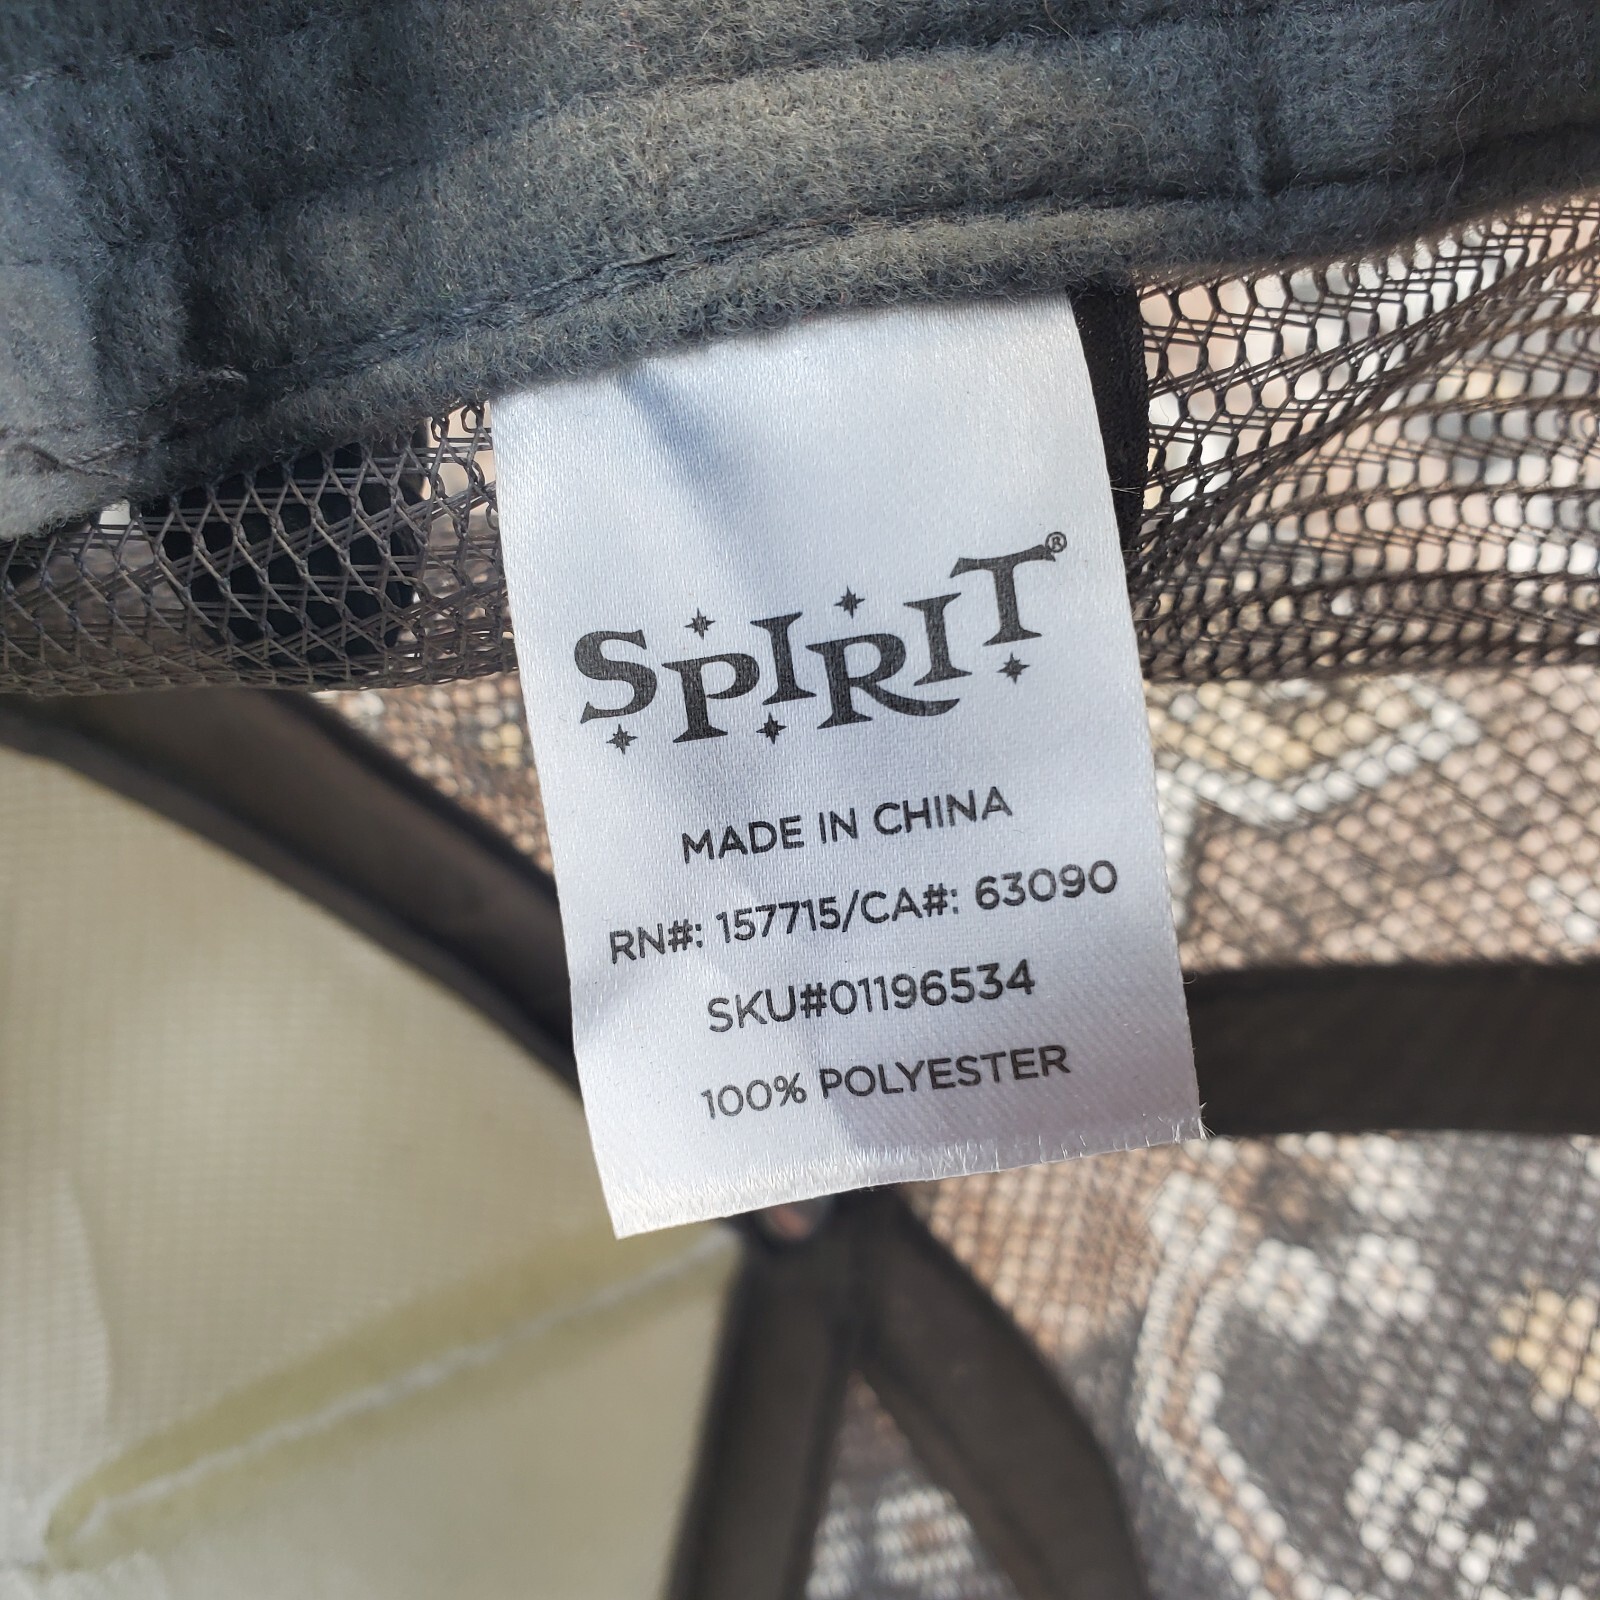 SPIRIT®
MADE IN CHINA
RN#: 157715/CA#: 63090
SKU#01196534
100% POLYESTER